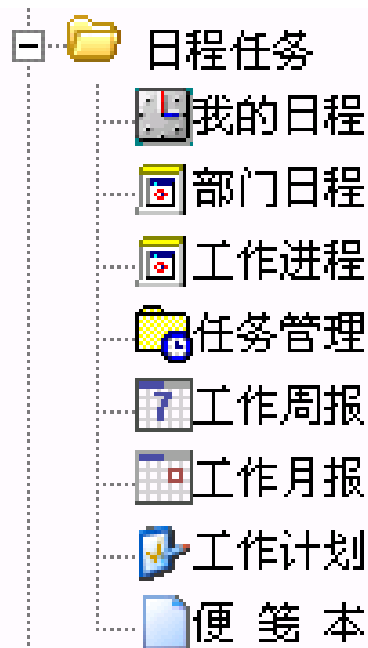 日程任务
我的日程
部门日程
工作进程
任务管理
工作周报
工作月报
工作计划
便 笺 本